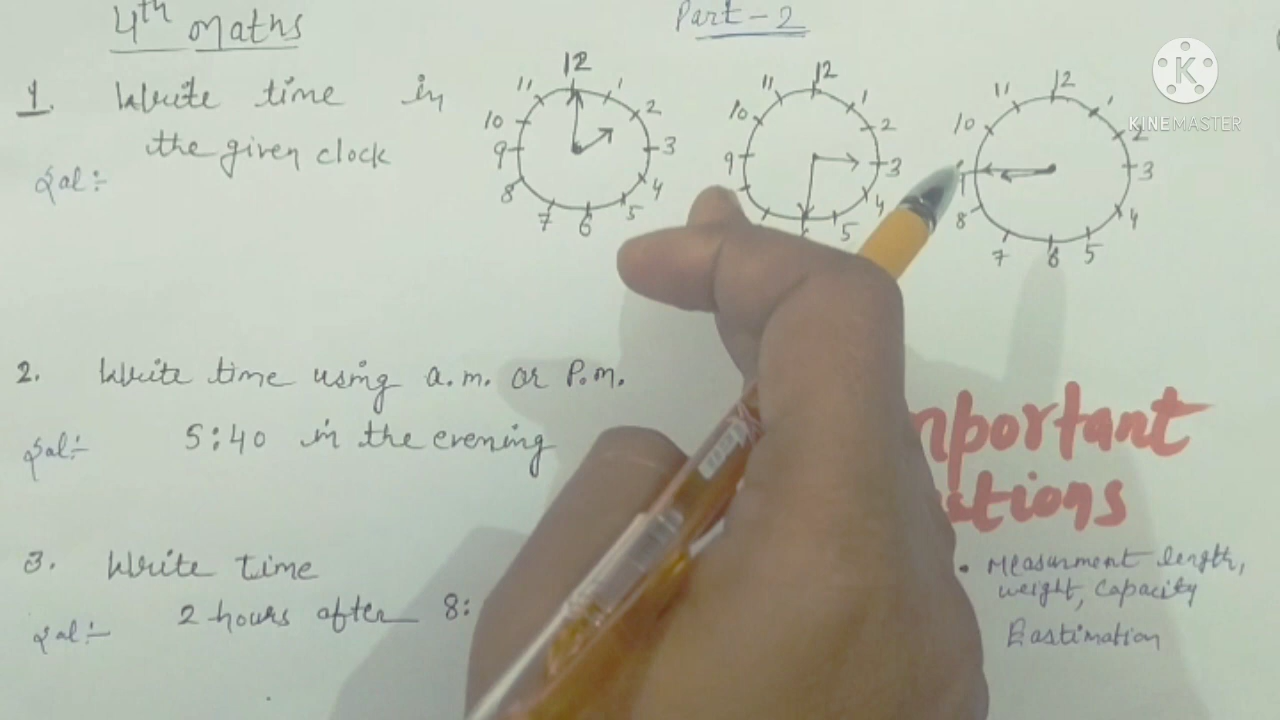 4th maths
Part-2
1. Write time in
the given clock
Sol:-
12 1 2 3 4 5 6 7 8 9 10 11
12 1 2 3 4 5 9 10 11
12 1 2 3 4 5 6 7 8 10 11
KINEMASTER
2. Write time using a.m. or P.m.
Sol:- 5:40 in the evening
3. Write time
Sol:- 2 hours after 8:
• Measurment length,
weight, capacity
Eastimation